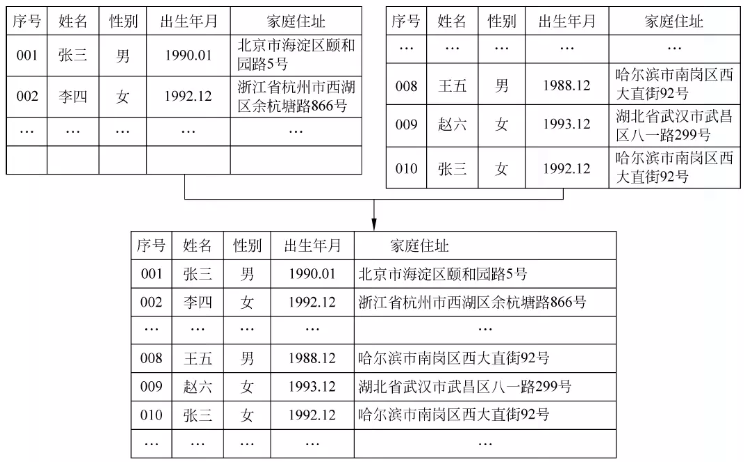 序号 姓名 性别 出生年月 家庭住址
001 张三 男 1990.01 北京市海淀区颐和
园路5号
002 李四 女 1992.12 浙江省杭州市西湖
区余杭塘路866号
… … … … …
序号 姓名 性别 出生年月 家庭住址
… … … … …
008 王五 男 1988.12 哈尔滨市南岗区西
大直街92号
009 赵六 女 1993.12 湖北省武汉市武昌
区八一路299号
010 张三 女 1992.12 哈尔滨市南岗区西
大直街92号
序号 姓名 性别 出生年月 家庭住址
001 张三 男 1990.01 北京市海淀区颐和园路5号
002 李四 女 1992.12 浙江省杭州市西湖区余杭塘路866号
… … … … …
008 王五 男 1988.12 哈尔滨市南岗区西大直街92号
009 赵六 女 1993.12 湖北省武汉市武昌区八一路299号
010 张三 女 1992.12 哈尔滨市南岗区西大直街92号
… … … … …